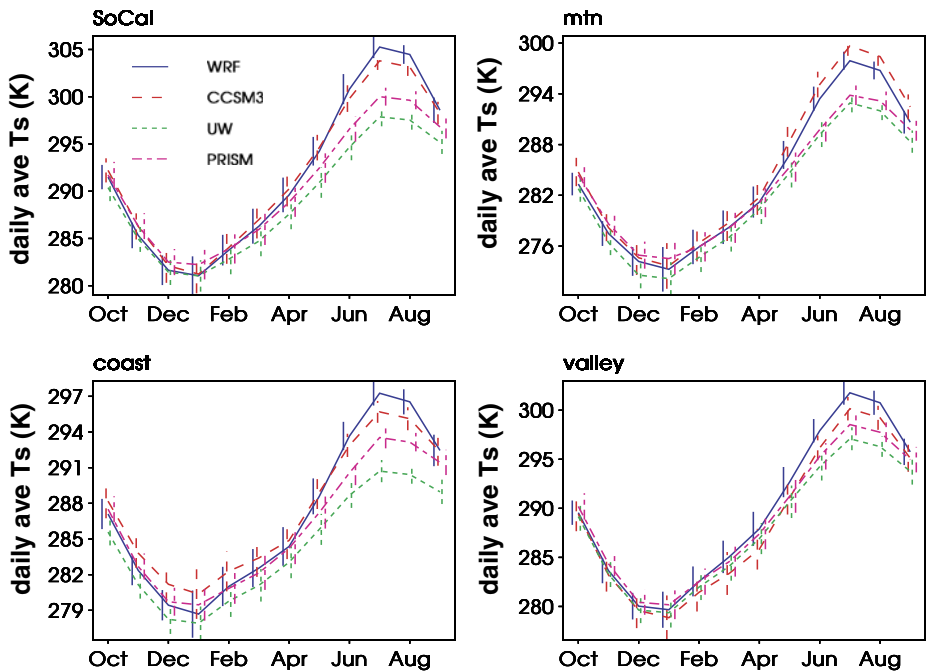 SoCal
daily ave Ts (K)
305
300
295
290
285
280
WRF
CCSM3
UW
PRISM
Oct Dec Feb Apr Jun Aug
mtn
daily ave Ts (K)
300
294
288
282
276
Oct Dec Feb Apr Jun Aug
coast
daily ave Ts (K)
297
294
291
288
285
282
279
Oct Dec Feb Apr Jun Aug
valley
daily ave Ts (K)
300
295
290
285
280
Oct Dec Feb Apr Jun Aug